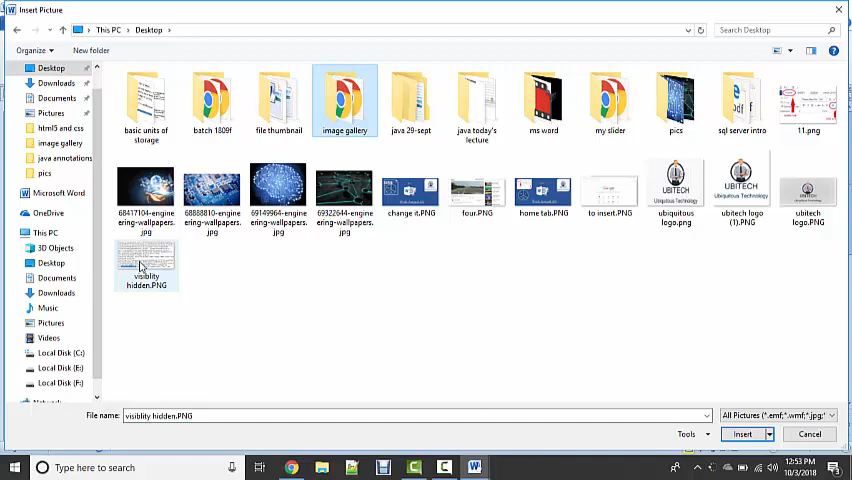 Insert Picture
This PC > Desktop >
Search Desktop
Organize
New folder
Desktop
Downloads
Documents
Pictures
html5 and css
image gallery
java annotations
pics
Microsoft Word
OneDrive
This PC
3D Objects
Desktop
Documents
Downloads
Music
Pictures
Videos
Local Disk (C:)
Local Disk (E:)
Local Disk (F:)
basic units of
storage
batch 1809f
file thumbnail
image gallery
java 29-sept
java today's
lecture
ms word
my slider
pics
sql server intro
11.png
68417104-engine
ering-wallpapers.
jpg
68888810-engine
ering-wallpapers.
jpg
69149964-engine
ering-wallpapers.
jpg
69322644-engine
ering-wallpapers.
jpg
change it.PNG
four.PNG
home tab.PNG
to insert.PNG
UBITECH
Ubiquitous Technology
ubiquitous
logo.png
UBITECH
Ubiquitous Technology
ubitech logo
(1).PNG
ubitech
logo.PNG
visiblity
hidden.PNG
File name:
visiblity hidden.PNG
All Pictures (*.emf;*.wmf;*.jpg;*
Tools
Insert
Cancel
Type here to search
12:53 PM
10/3/2018
3